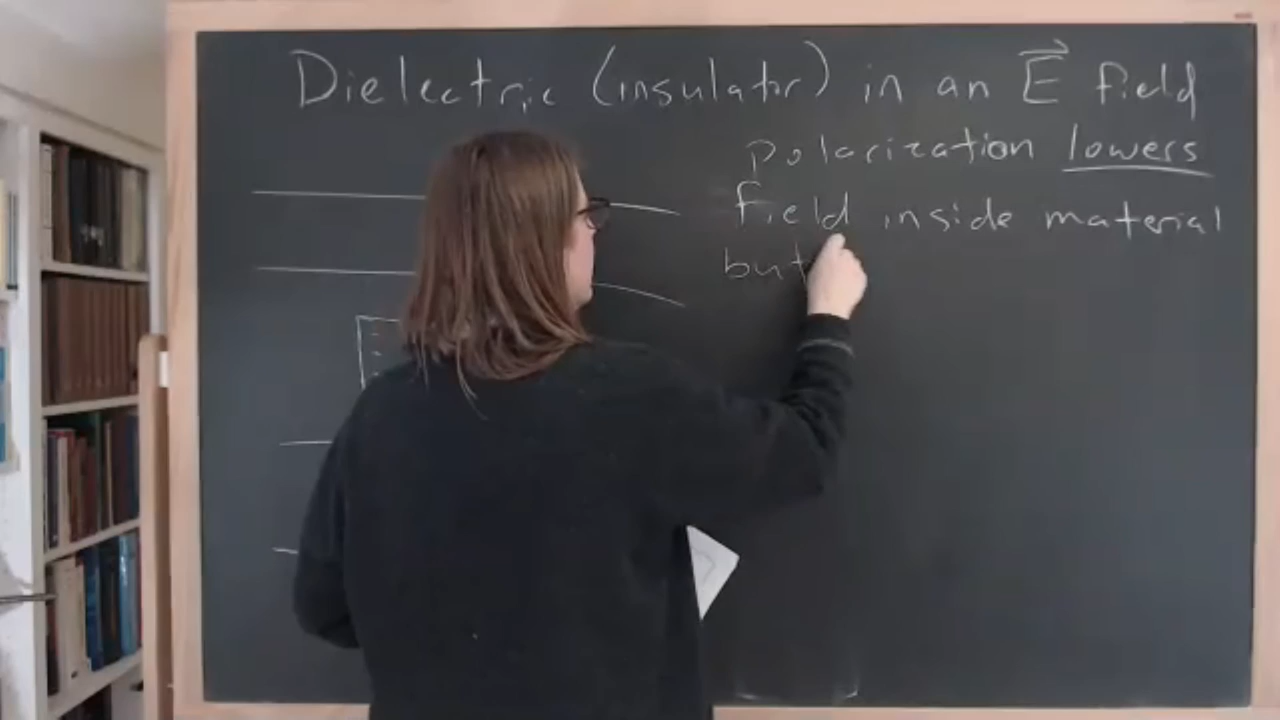 Dielectric (insulator) in an E field
polarization lowers
field inside material
but